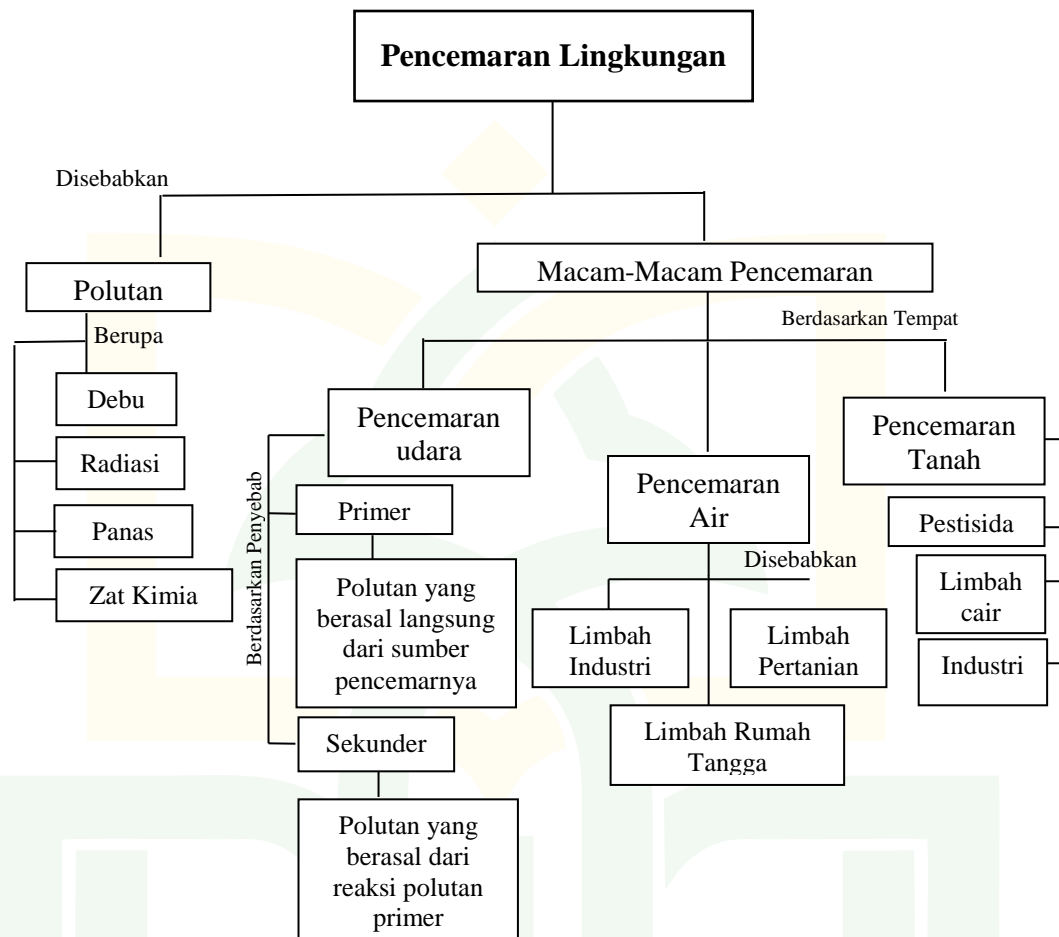 Pencemaran Lingkungan
Disebabkan
Polutan
Berupa
Debu
Radiasi
Panas
Zat Kimia
Macam-Macam Pencemaran
Berdasarkan Tempat
Pencemaran
udara
Berdasarkan Penyebab
Primer
Polutan yang
berasal langsung
dari sumber
pencemarnya
Sekunder
Polutan yang
berasal dari
reaksi polutan
primer
Pencemaran
Air
Disebabkan
Limbah
Industri
Limbah
Pertanian
Limbah Rumah
Tangga
Pencemaran
Tanah
Pestisida
Limbah
cair
Industri